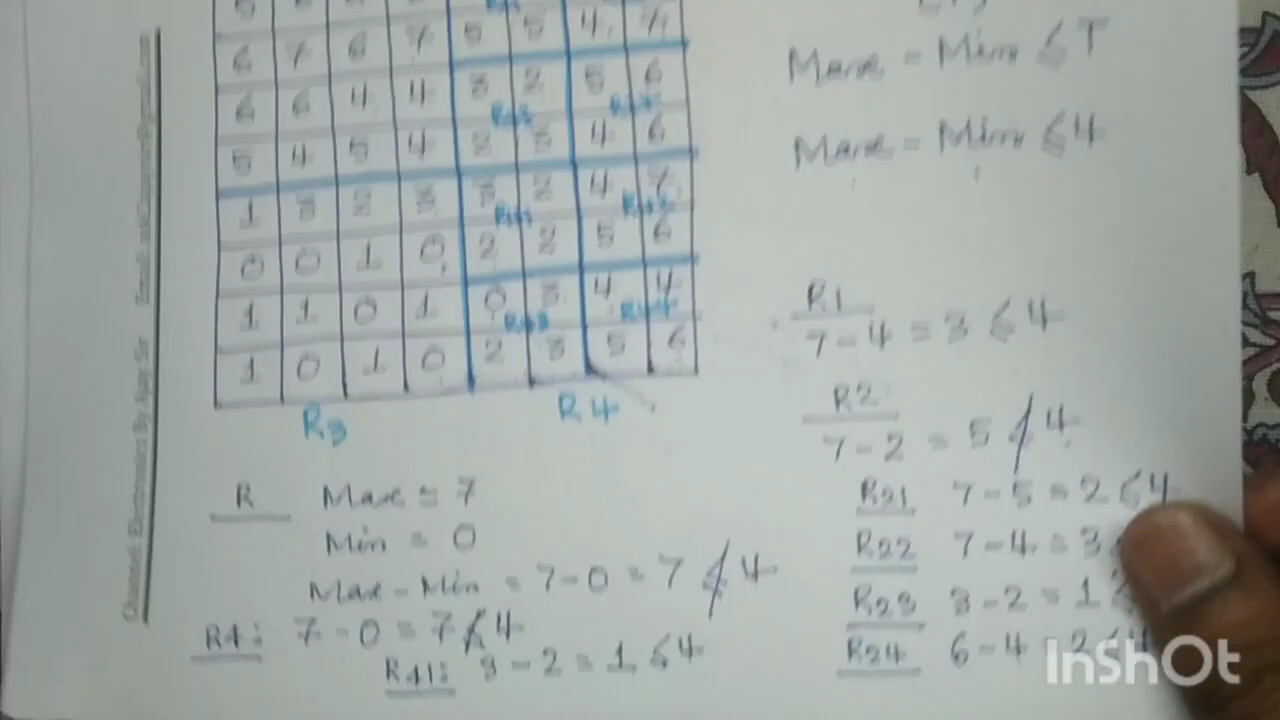 6 7 6 7 5 5 4 7
6 6 4 4 3 2 5 6
5 4 5 4 2 3 4 6
1 3 2 3 3 2 4 7
0 0 1 0 2 2 5 6
1 1 0 1 0 3 4 4
1 0 1 0 2 3 5 6
R3 R4
Max - Min ≤ T
Max - Min ≤ 4
R1
7 - 4 = 3 ≤ 4
R2
7 - 2 = 5 ≰ 4
R21 7 - 5 = 2 ≤ 4
R22 7 - 4 = 3
R23 3 - 2 = 1
R24 6 - 4 = 2 ≤ 4
R Max = 7
Min = 0
Max - Min = 7 - 0 = 7 ≰ 4
R4: 7 - 0 = 7 ≰ 4
R41: 3 - 2 = 1 ≤ 4
InShOt